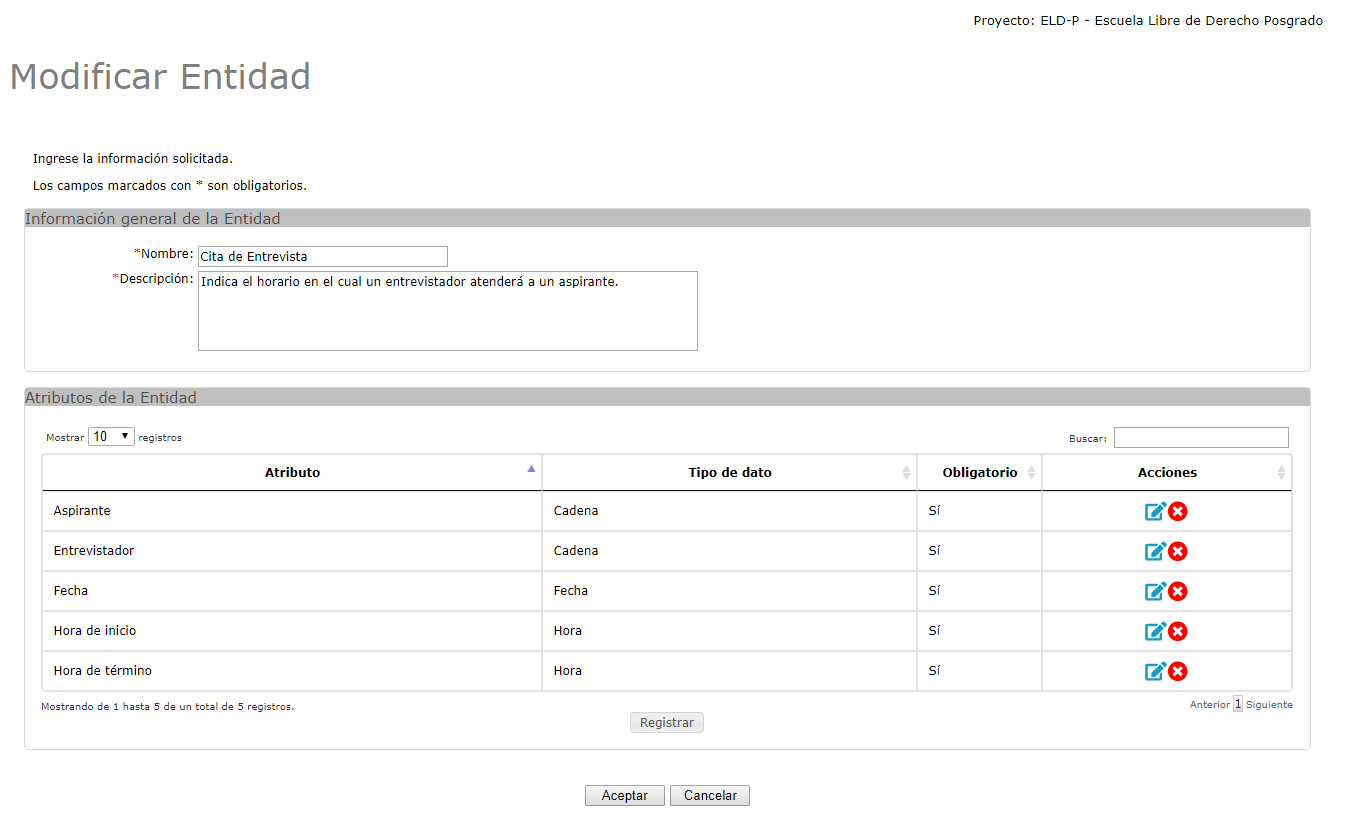 Proyecto: ELD-P - Escuela Libre de Derecho Posgrado
Modificar Entidad
Ingrese la información solicitada.
Los campos marcados con * son obligatorios.
Información general de la Entidad
*Nombre: Cita de Entrevista
*Descripción: Indica el horario en el cual un entrevistador atenderá a un aspirante.
Atributos de la Entidad
Mostrar 10 registros Buscar:
Atributo Tipo de dato Obligatorio Acciones
Aspirante Cadena Sí
Entrevistador Cadena Sí
Fecha Fecha Sí
Hora de inicio Hora Sí
Hora de término Hora Sí
Mostrando de 1 hasta 5 de un total de 5 registros. Anterior 1 Siguiente
Registrar
Aceptar Cancelar